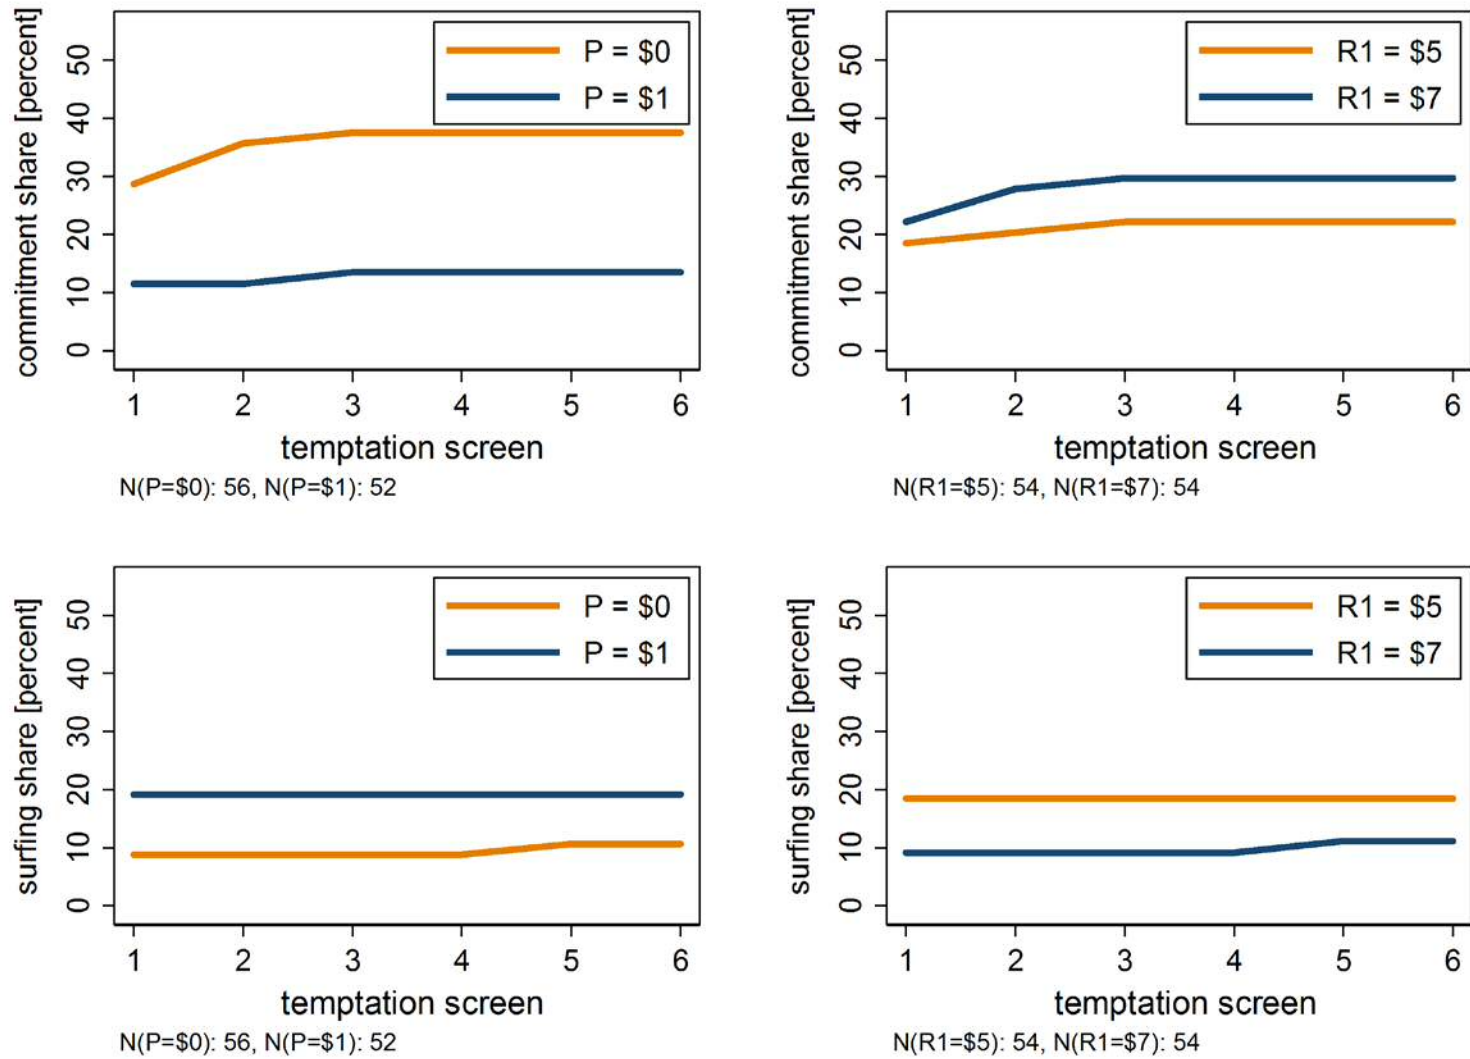 commitment share [percent]
50
40
30
20
10
0
P = $0
P = $1
1 2 3 4 5 6
temptation screen
N(P=$0): 56, N(P=$1): 52
commitment share [percent]
50
40
30
20
10
0
R1 = $5
R1 = $7
1 2 3 4 5 6
temptation screen
N(R1=$5): 54, N(R1=$7): 54
surfing share [percent]
50
40
30
20
10
0
P = $0
P = $1
1 2 3 4 5 6
temptation screen
N(P=$0): 56, N(P=$1): 52
surfing share [percent]
50
40
30
20
10
0
R1 = $5
R1 = $7
1 2 3 4 5 6
temptation screen
N(R1=$5): 54, N(R1=$7): 54